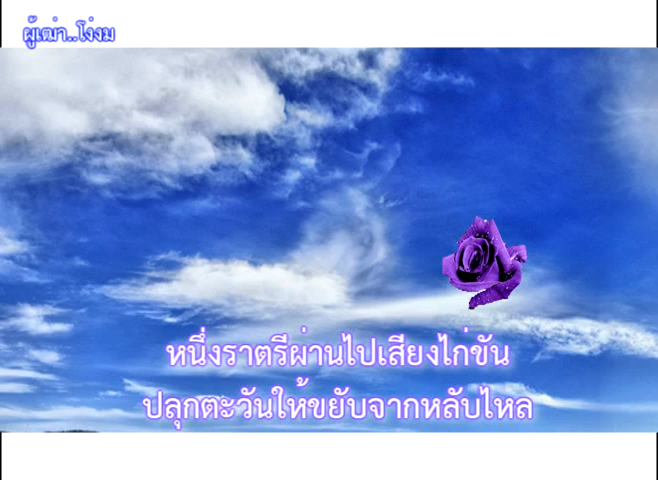 ผู้เฒ่า..โง่งม
หนึ่งราตรีผ่านไปเสียงไก่ขัน
ปลุกตะวันให้ขยับจากหลับไหล